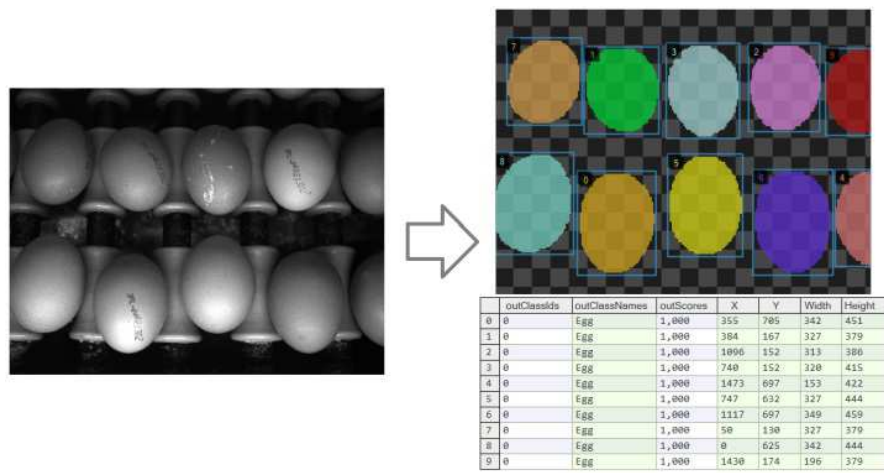 7
1
3
2
9
8
0
5
6
4
outClassIds outClassNames outScores X Y Width Height
0 0 Egg 1,000 355 705 342 451
1 0 Egg 1,000 384 167 327 379
2 0 Egg 1,000 1096 152 313 386
3 0 Egg 1,000 740 152 320 415
4 0 Egg 1,000 1473 697 153 422
5 0 Egg 1,000 747 632 327 444
6 0 Egg 1,000 1117 697 349 459
7 0 Egg 1,000 50 130 327 379
8 0 Egg 1,000 0 625 342 444
9 0 Egg 1,000 1430 174 196 379